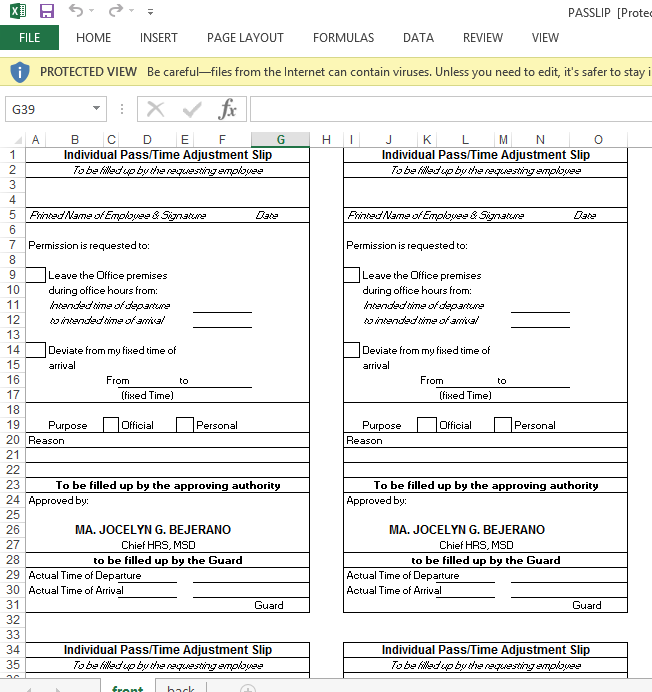 PASSLIP [Protec
FILE HOME INSERT PAGE LAYOUT FORMULAS DATA REVIEW VIEW
PROTECTED VIEW Be careful—files from the Internet can contain viruses. Unless you need to edit, it's safer to stay i
G39 fx
A B C D E F G H I J K L M N O
1 Individual Pass/Time Adjustment Slip Individual Pass/Time Adjustment Slip
2 To be filled up by the requesting employee To be filled up by the requesting employee
3
4
5 Printed Name of Employee & Signature Date Printed Name of Employee & Signature Date
6
7 Permission is requested to: Permission is requested to:
8
9 Leave the Office premises Leave the Office premises
10 during office hours from: during office hours from:
11 Intended time of departure Intended time of departure
12 to intended time of arrival to intended time of arrival
13
14 Deviate from my fixed time of Deviate from my fixed time of
15 arrival arrival
16 From to From to
17 (fixed Time) (fixed Time)
18
19 Purpose Official Personal Purpose Official Personal
20 Reason Reason
21
22
23 To be filled up by the approving authority To be filled up by the approving authority
24 Approved by: Approved by:
25
26 MA. JOCELYN G. BEJERANO MA. JOCELYN G. BEJERANO
27 Chief HRS, MSD Chief HRS, MSD
28 to be filled up by the Guard to be filled up by the Guard
29 Actual Time of Departure Actual Time of Departure
30 Actual Time of Arrival Actual Time of Arrival
31 Guard Guard
32
33
34 Individual Pass/Time Adjustment Slip Individual Pass/Time Adjustment Slip
35 To be filled up by the requesting employee To be filled up by the requesting employee
front back